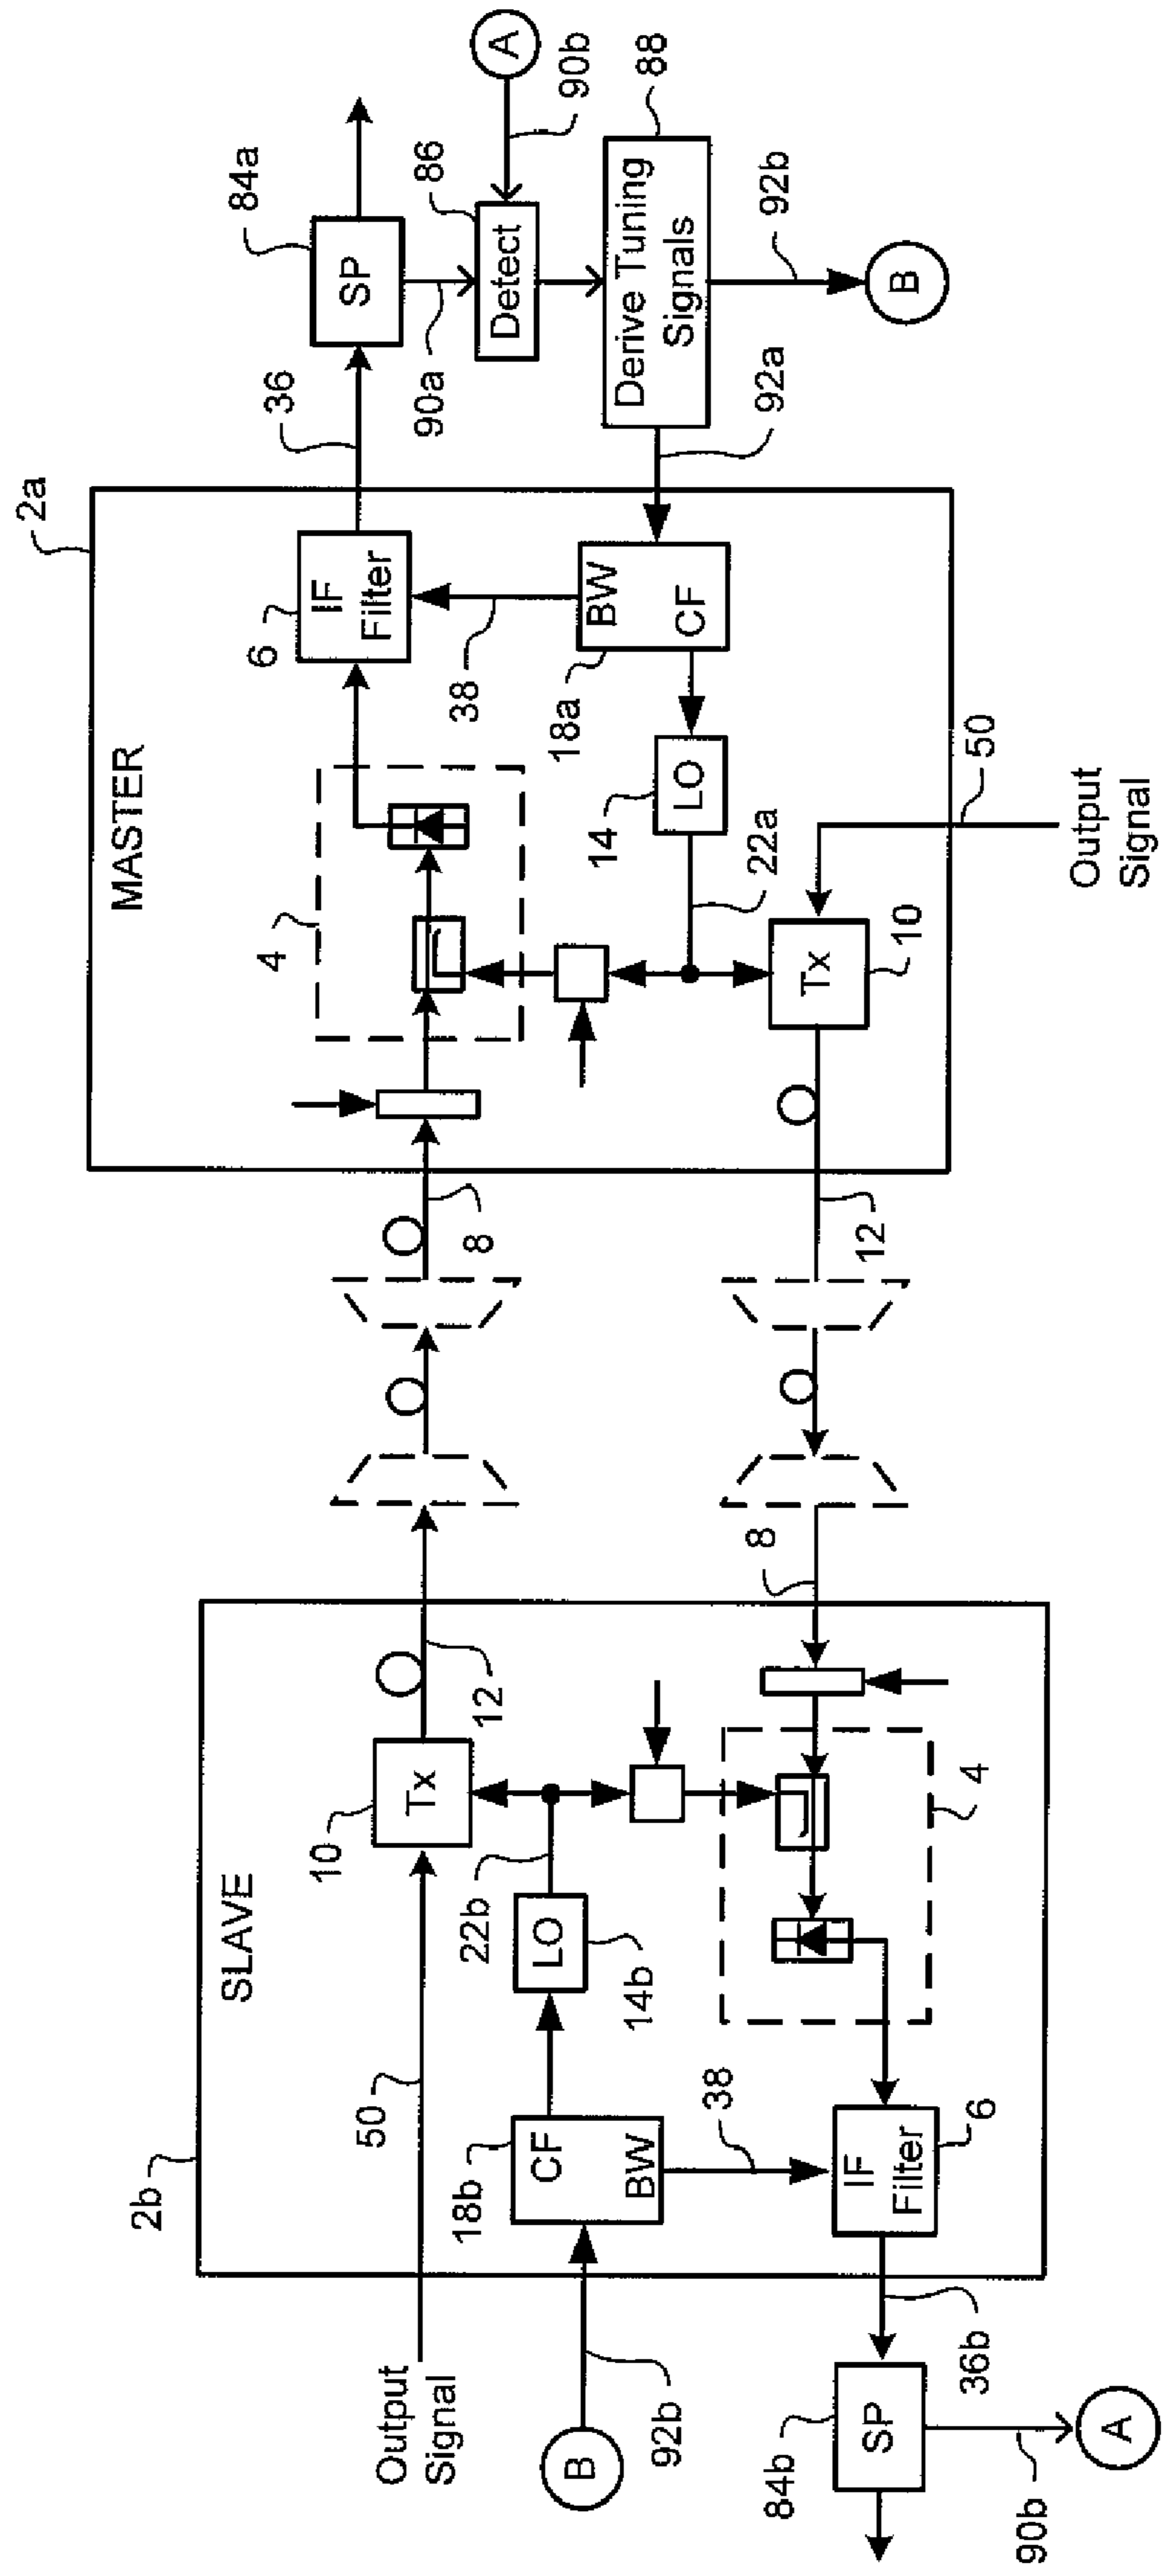 2b
SLAVE
Output
Signal
50
10
Tx
12
22b
LO
14b
18b
CF
BW
38
B
92b
4
8
IF
Filter
6
36b
84b
SP
90b
A
2a
MASTER
8
4
6
IF
Filter
36
84a
SP
90a
86
Detect
A
90b
38
18a
BW
CF
14
LO
22a
92a
Derive Tuning
Signals
88
92b
B
12
Tx
10
50
Output
Signal